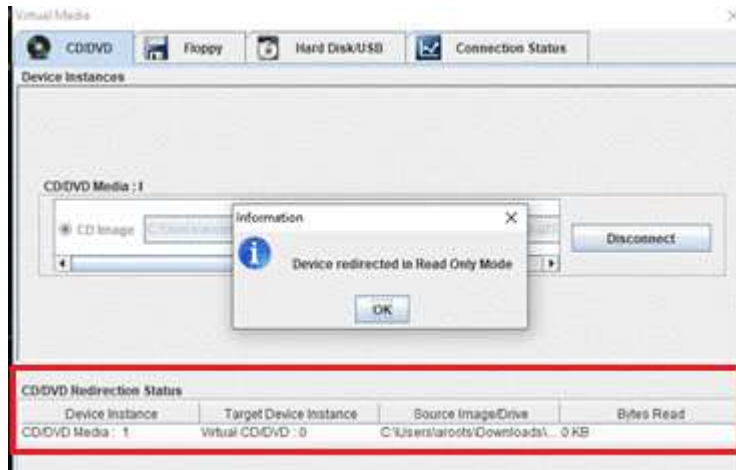 Virtual Media
CD/DVD Floppy Hard Disk/USB Connection Status
Device Instances
CD/DVD Media : I
CD Image
Disconnect
Information
Device redirected in Read Only Mode
OK
CD/DVD Redirection Status
Device Instance Target Device Instance Source Image/Drive Bytes Read
CD/DVD Media : 1 Virtual CD/DVD : 0 C:\Users\aroots\Downloads\... 0 KB